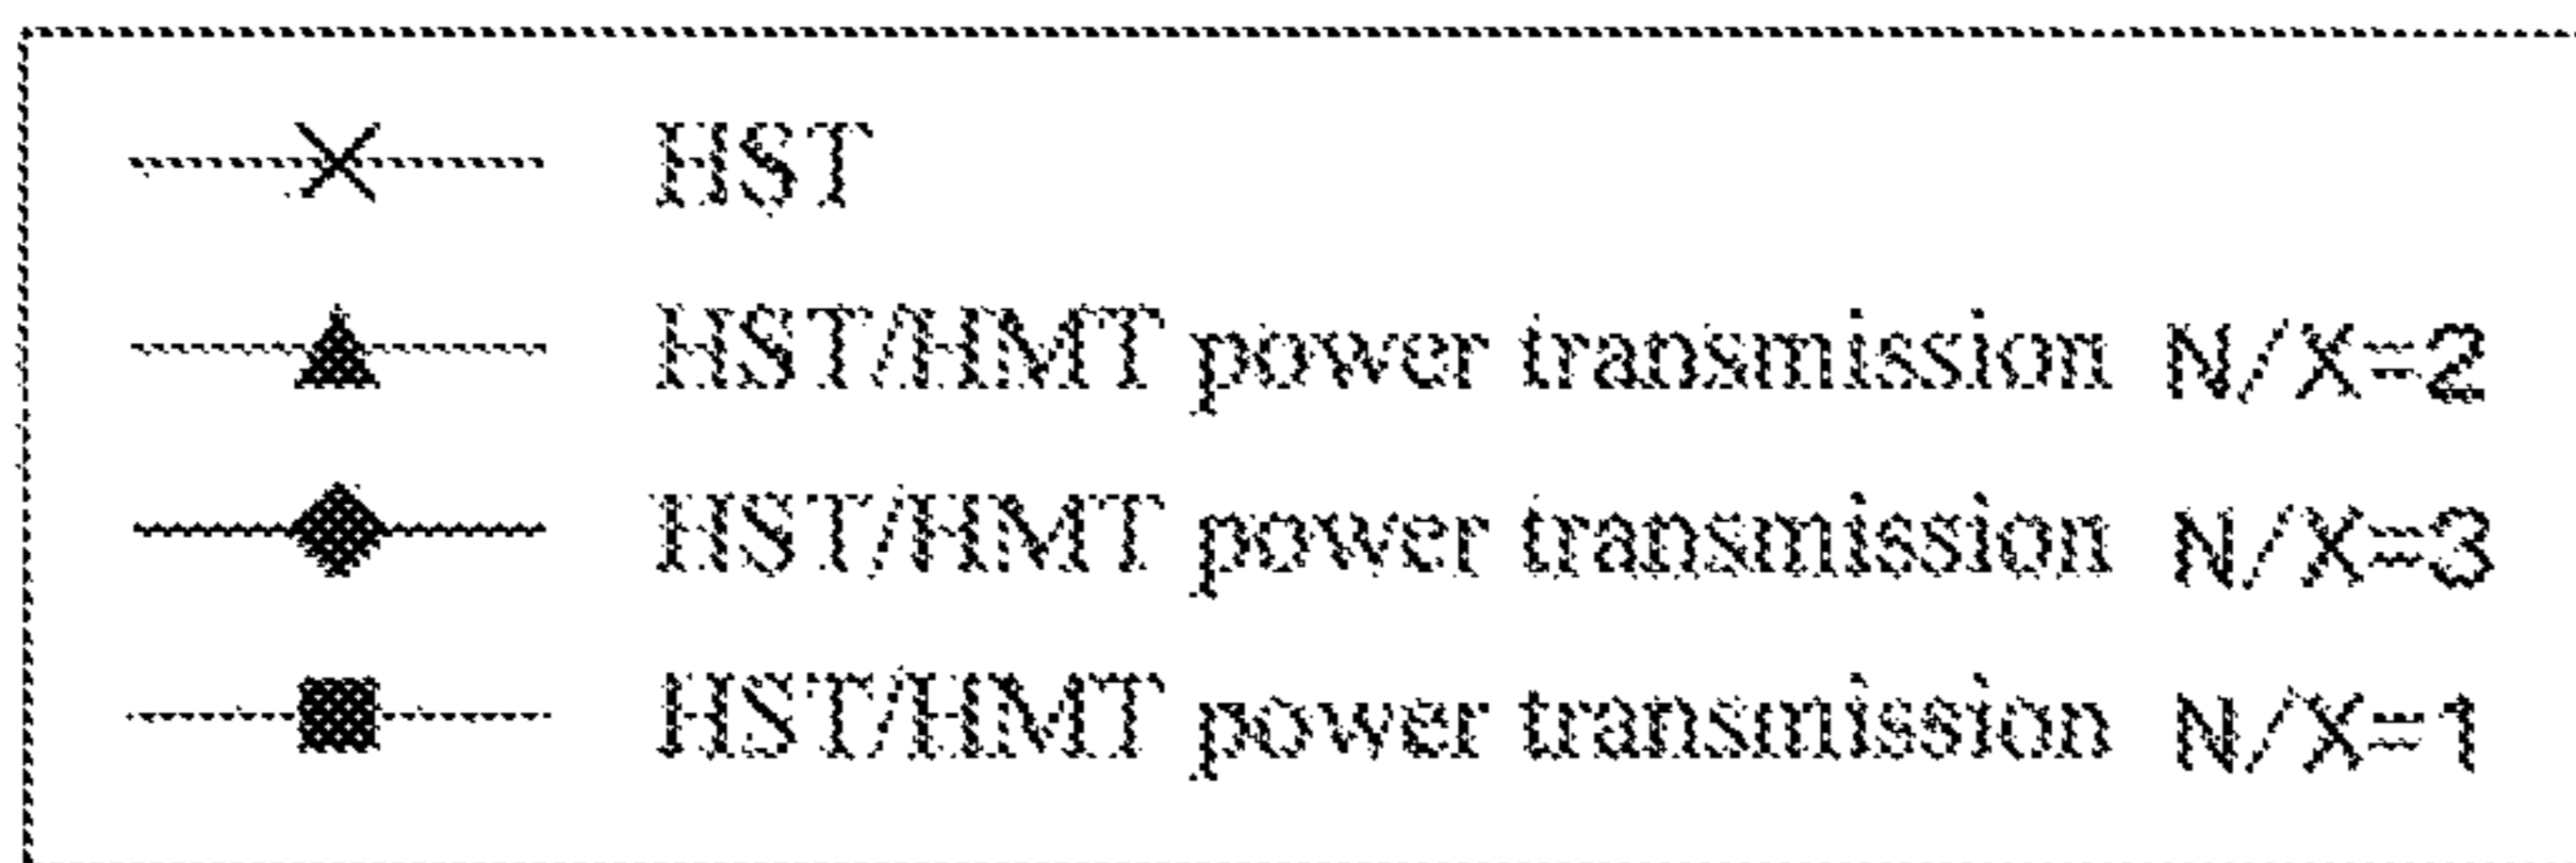 HST
HST/HMT power transmission N/X=2
HST/HMT power transmission N/X=3
HST/HMT power transmission N/X=1